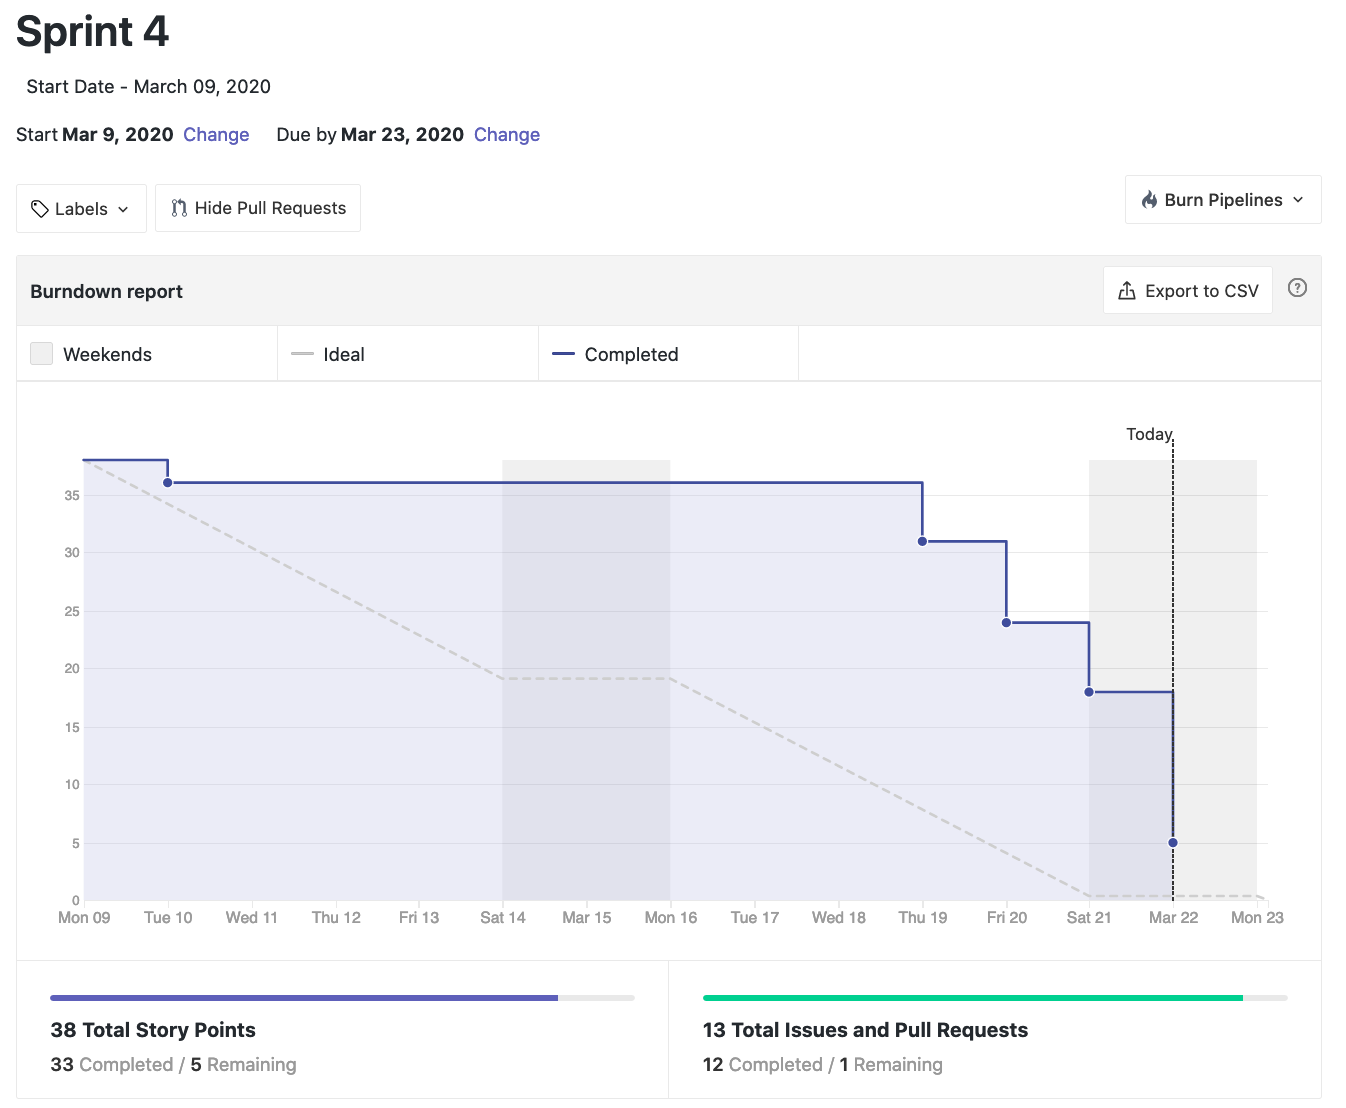 Sprint 4
Start Date - March 09, 2020
Start Mar 9, 2020 Change Due by Mar 23, 2020 Change
Labels Hide Pull Requests Burn Pipelines
Burndown report Export to CSV ?
Weekends Ideal Completed
Today
35
30
25
20
15
10
5
0
Mon 09 Tue 10 Wed 11 Thu 12 Fri 13 Sat 14 Mar 15 Mon 16 Tue 17 Wed 18 Thu 19 Fri 20 Sat 21 Mar 22 Mon 23
38 Total Story Points
33 Completed / 5 Remaining
13 Total Issues and Pull Requests
12 Completed / 1 Remaining